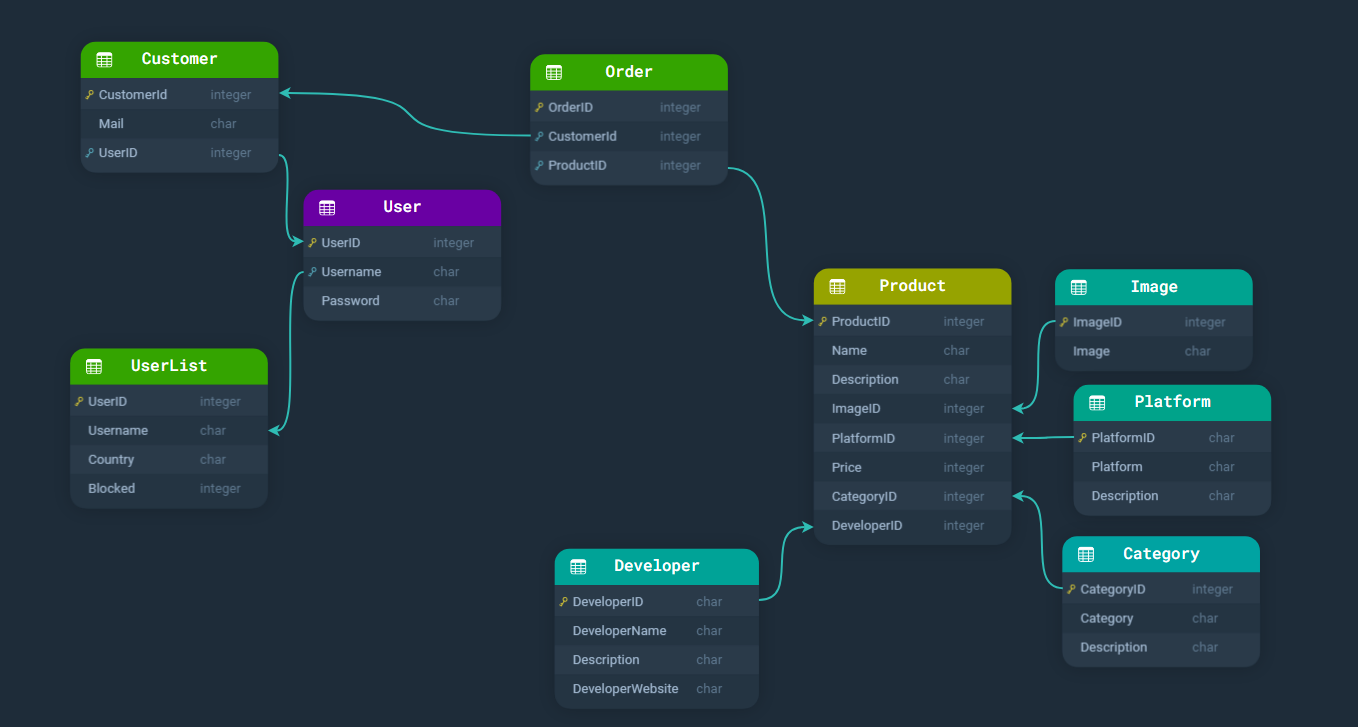 Customer
CustomerId integer
Mail char
UserID integer
Order
OrderID integer
CustomerId integer
ProductID integer
User
UserID integer
Username char
Password char
UserList
UserID integer
Username char
Country char
Blocked integer
Product
ProductID integer
Name char
Description char
ImageID integer
PlatformID integer
Price integer
CategoryID integer
DeveloperID integer
Image
ImageID integer
Image char
Platform
PlatformID char
Platform char
Description char
Category
CategoryID integer
Category char
Description char
Developer
DeveloperID char
DeveloperName char
Description char
DeveloperWebsite char